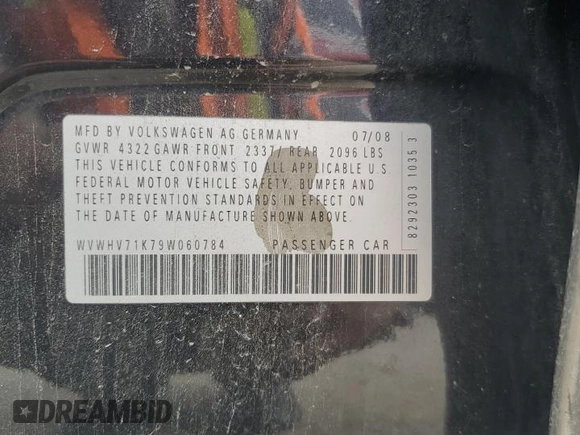 MFD BY VOLKSWAGEN AG GERMANY 07/08
GVWR 4322 GAWR FRONT 2337/ REAR 2096 LBS
THIS VEHICLE CONFORMS TO ALL APPLICABLE U.S
FEDERAL MOTOR VEHICLE SAFETY, BUMPER AND
THEFT PREVENTION STANDARDS IN EFFECT ON
THE DATE OF MANUFACTURE SHOWN ABOVE.
WVWHV71K79W060784 PASSENGER CAR
8292303 1035 3
DREAMBID